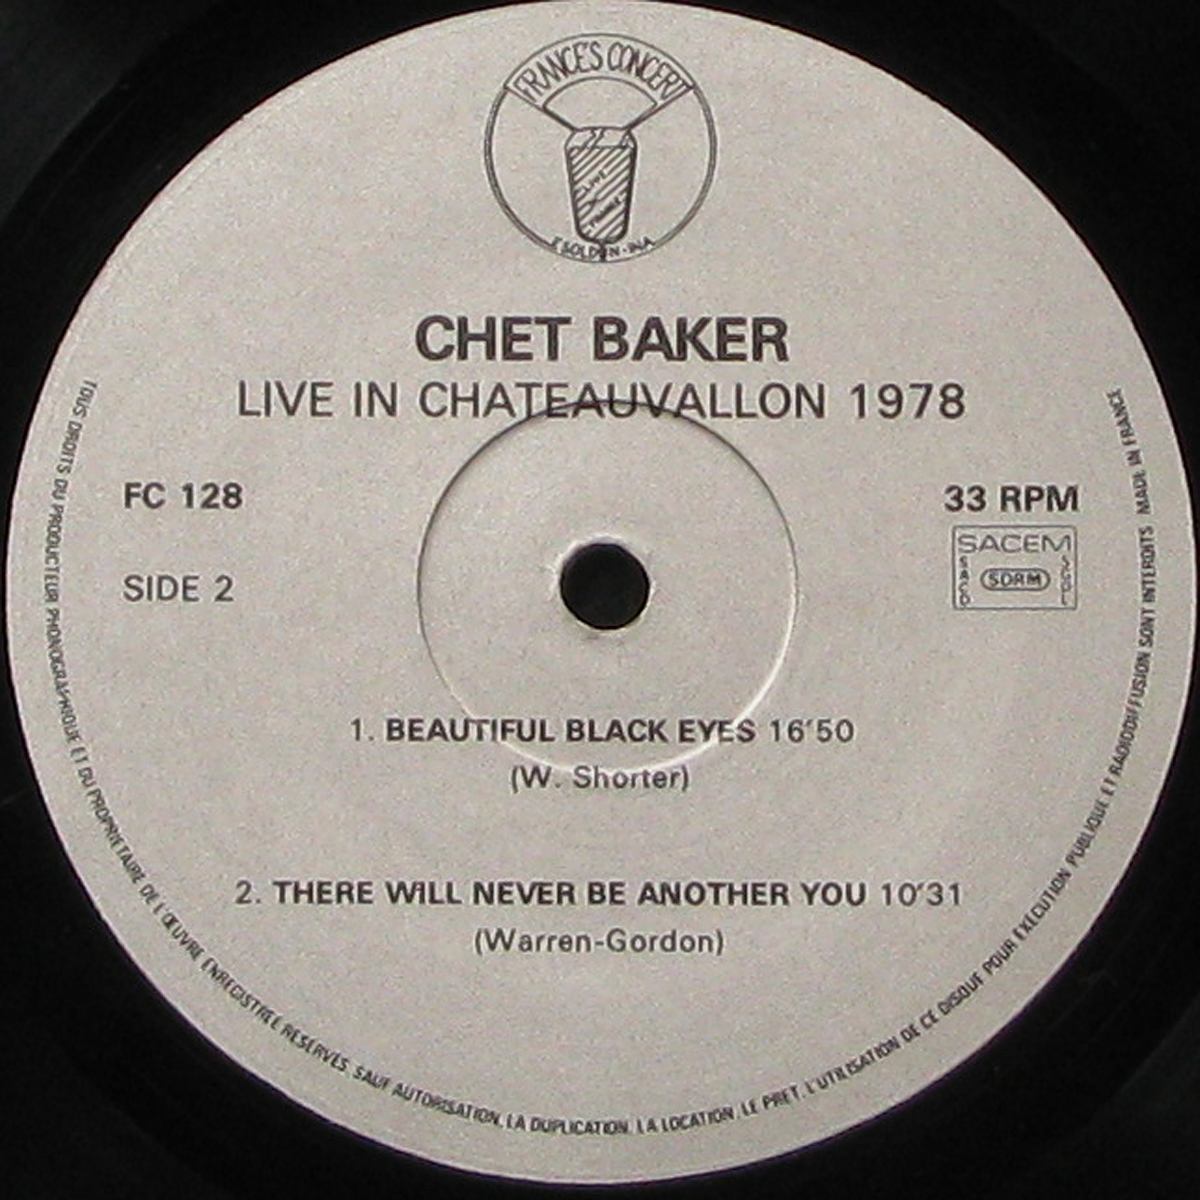 FRANCE'S CONCERT
CHET BAKER
LIVE IN CHATEAUVALLON 1978
FC 128
33 RPM
SACEM
SACD
SDRM
SIDE 2
1. BEAUTIFUL BLACK EYES 16'50
(W. Shorter)
2. THERE WILL NEVER BE ANOTHER YOU 10'31
(Warren-Gordon)
TOUS DROITS DU PRODUCTEUR PHONOGRAPHIQUE ET DU PROPRIETAIRE DE L'ŒUVRE ENREGISTREE RESERVES. SAUF AUTORISATION, LA DUPLICATION, LA LOCATION, LE PRET, L'UTILISATION DE CE DISQUE POUR EXECUTION PUBLIQUE ET RADIODIFFUSION SONT INTERDITS MADE IN FRANCE